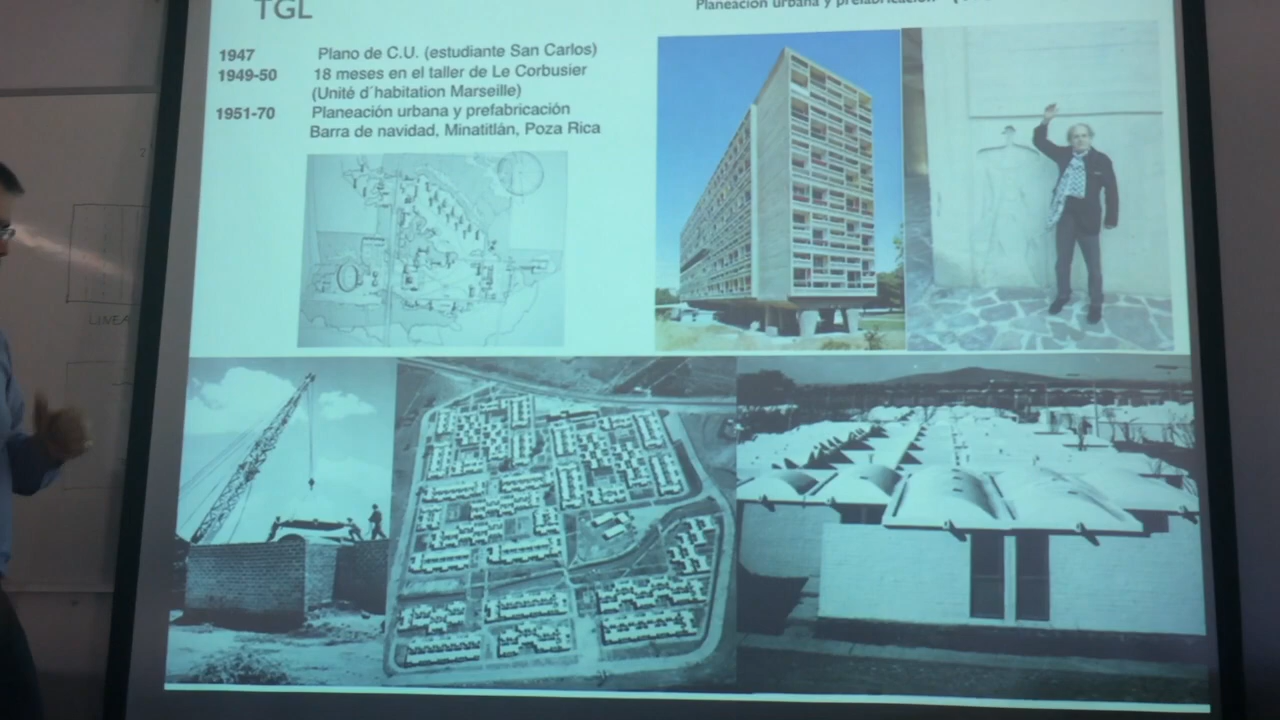 TGL
Planeación urbana y prefabricación
1947 Plano de C.U. (estudiante San Carlos)
1949-50 18 meses en el taller de Le Corbusier
(Unité d´habitation Marseille)
1951-70 Planeación urbana y prefabricación
Barra de navidad, Minatitlán, Poza Rica
LINEA